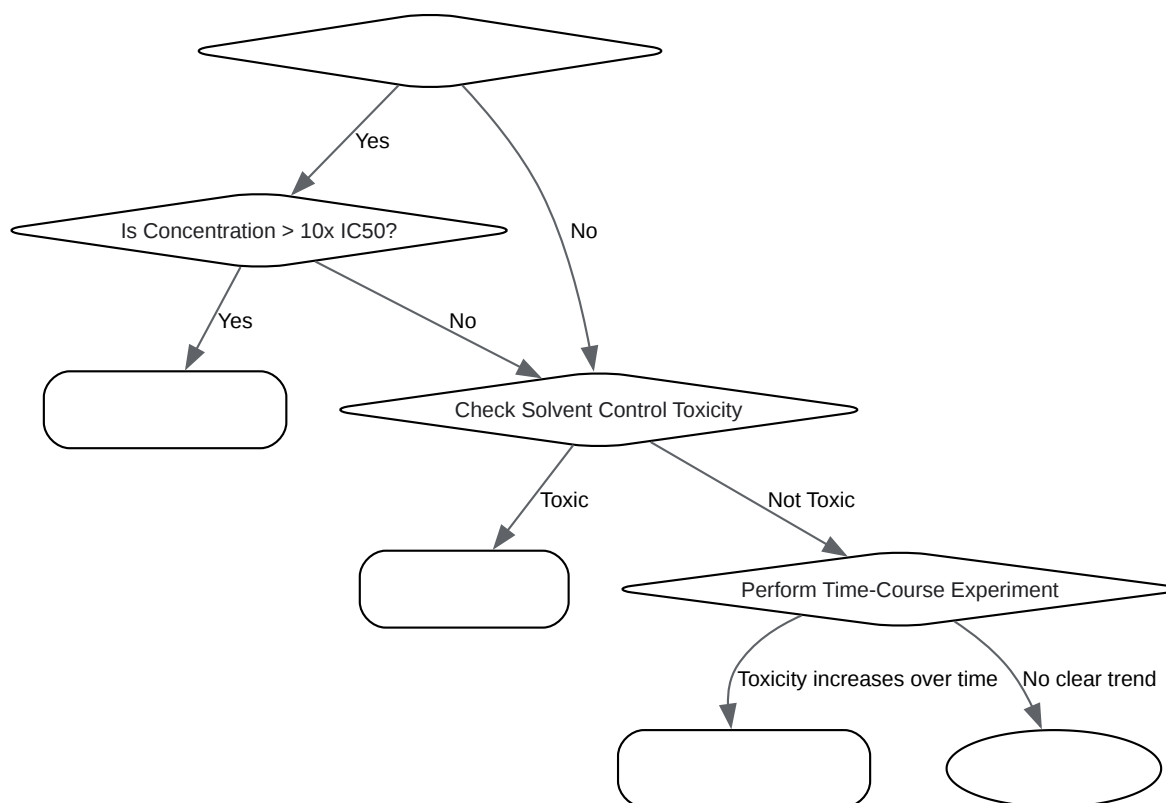 Yes
Is Concentration > 10x IC50?
No
Yes
No
Check Solvent Control Toxicity
Toxic
Not Toxic
Perform Time-Course Experiment
Toxicity increases over time
No clear trend